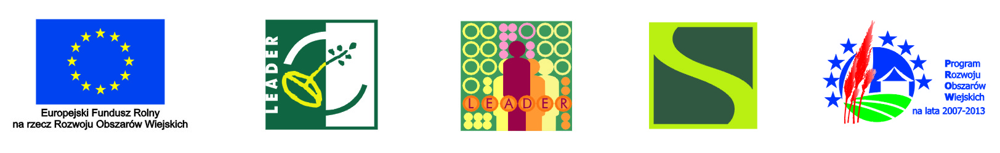 Europejski Fundusz Rolny
na rzecz Rozwoju Obszarów Wiejskich
LEADER
LEADER
Program
Rozwoju
Obszarów
Wiejskich
na lata 2007-2013